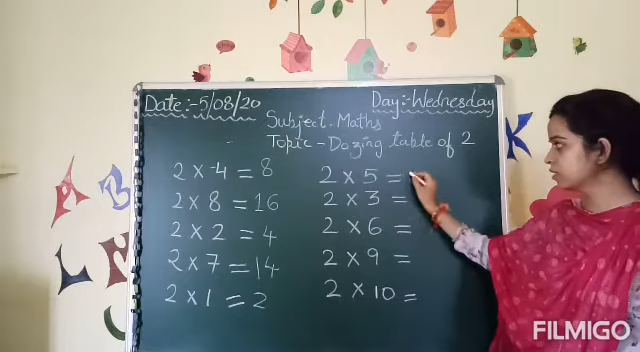 Date:-5/08/20 Day:-Wednesday
Subject-Maths
Topic-Dozing table of 2
2 x 4 = 8
2 x 8 = 16
2 x 2 = 4
2 x 7 = 14
2 x 1 = 2
2 x 5 =
2 x 3 =
2 x 6 =
2 x 9 =
2 x 10 =
A
B
L
R
K
FILMIGO